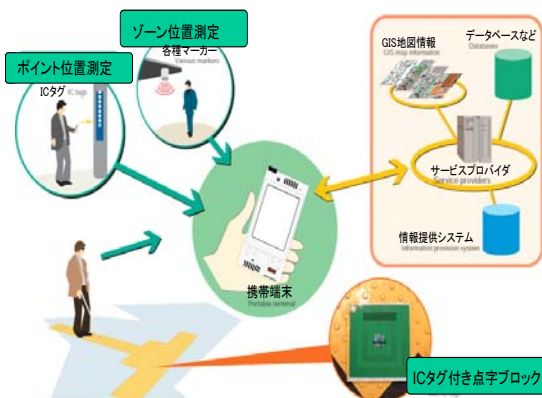 ゾーン位置測定
各種マーカー
Various markers
ポイント位置測定
ICタグ IC tags
GIS地図情報
GIS map information
データベースなど
Databases
サービスプロバイダ
Service providers
情報提供システム
Information provision system
携帯端末
Portable terminal
ICタグ付き点字ブロック